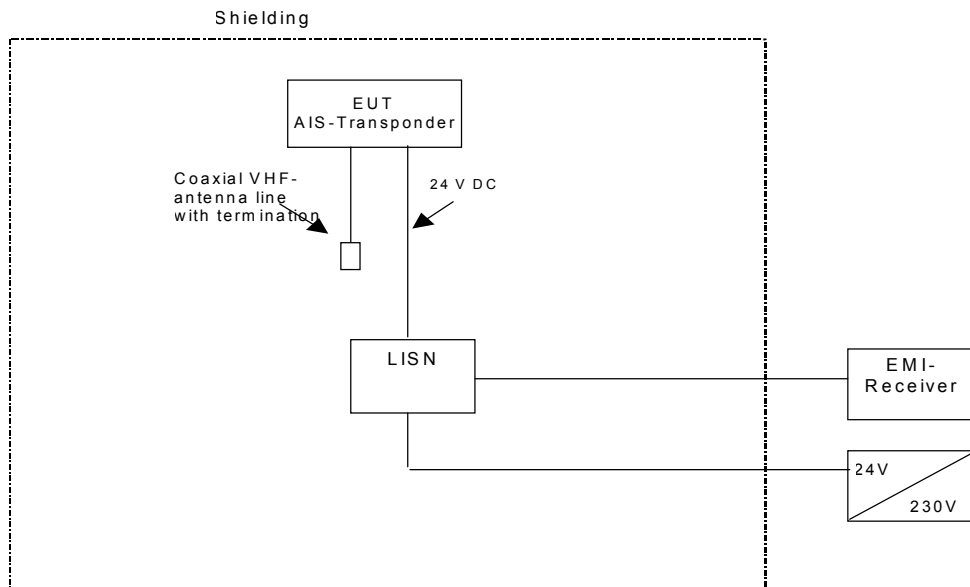 Shielding
EUT
AIS-Transponder
Coaxial VHF-
antenna line
with termination
24 V DC
LISN
EMI-
Receiver
24V
230V